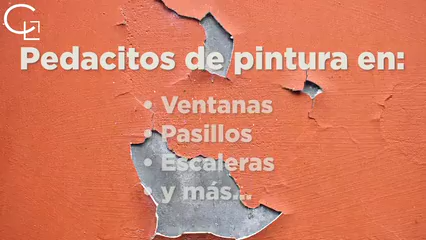 Pedacitos de pintura en:
• Ventanas
• Pasillos
• Escaleras
• y más...